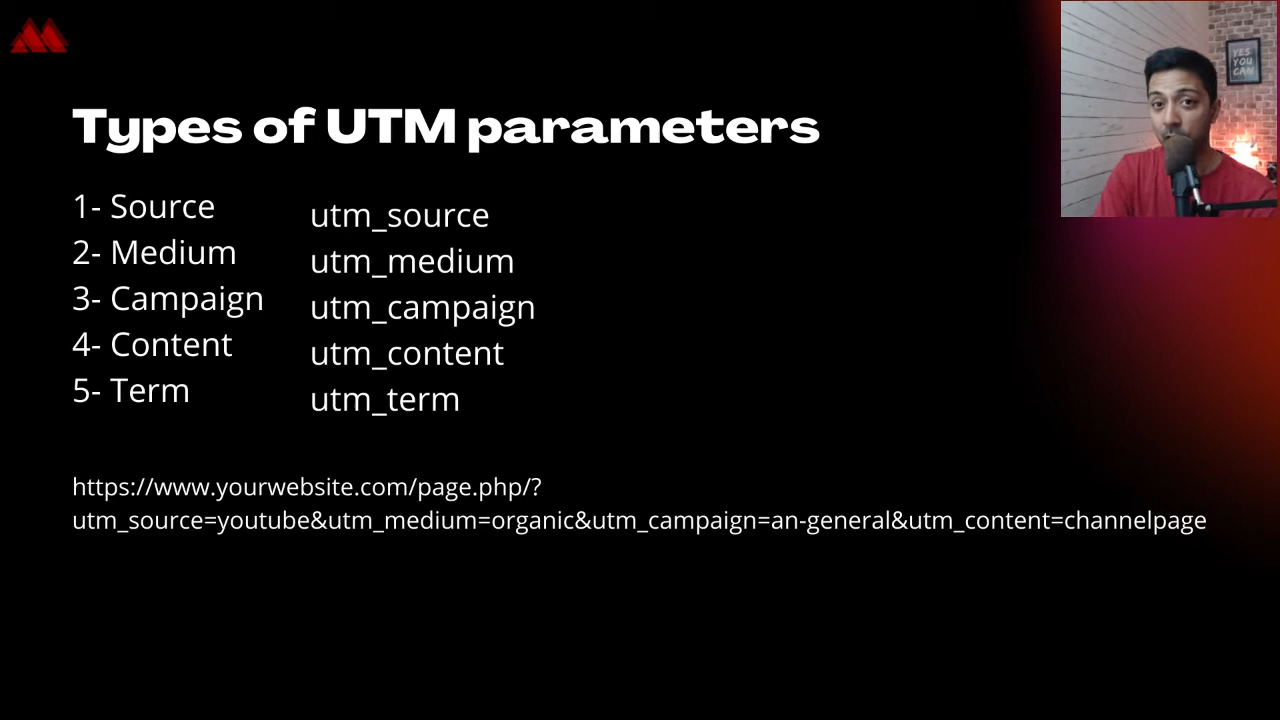 Types of UTM parameters
1- Source
2- Medium
3- Campaign
4- Content
5- Term
utm_source
utm_medium
utm_campaign
utm_content
utm_term
https://www.yourwebsite.com/page.php/?
utm_source=youtube&utm_medium=organic&utm_campaign=an-general&utm_content=channelpage
YES
YOU
CAN